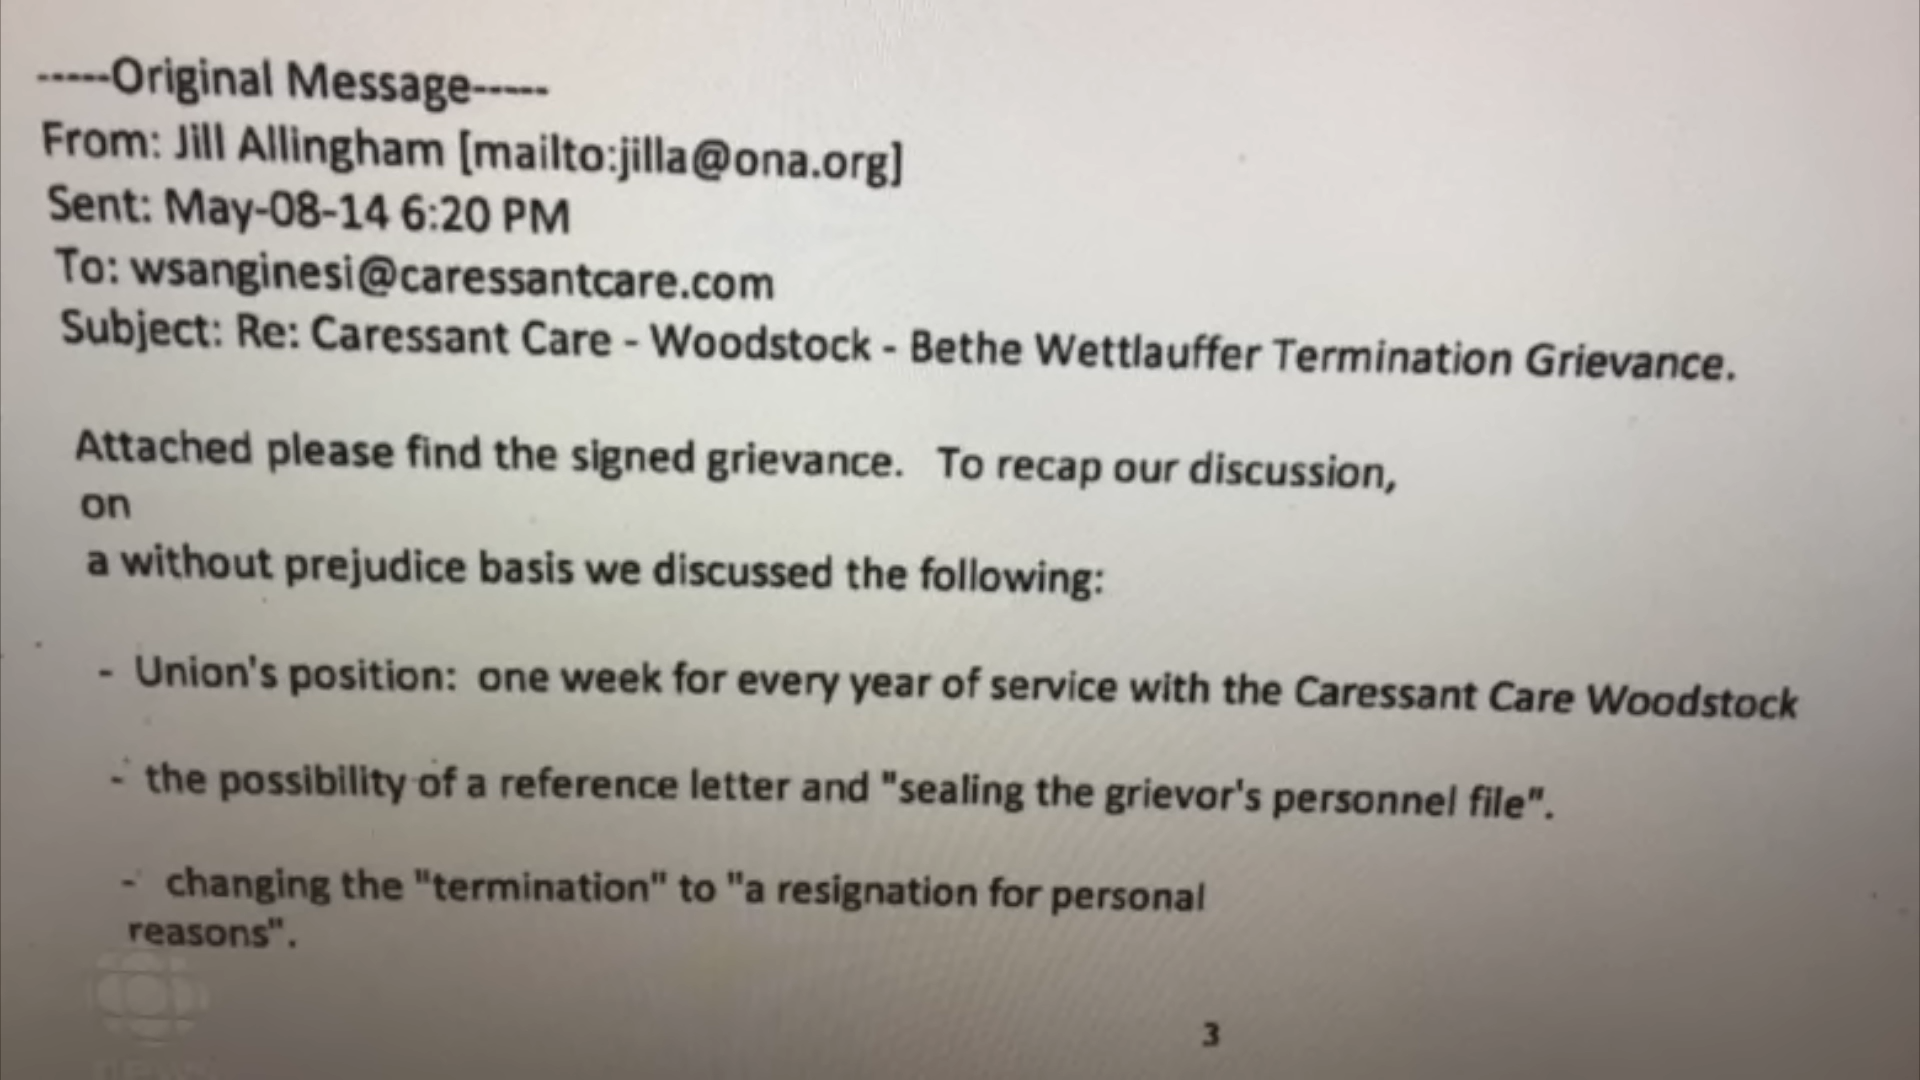 -----Original Message-----
From: Jill Allingham [mailto:jilla@ona.org]
Sent: May-08-14 6:20 PM
To: wsanginesi@caressantcare.com
Subject: Re: Caressant Care - Woodstock - Bethe Wettlauffer Termination Grievance.
Attached please find the signed grievance.   To recap our discussion,
on
a without prejudice basis we discussed the following:
-  Union's position:  one week for every year of service with the Caressant Care Woodstock
-  the possibility of a reference letter and "sealing the grievor's personnel file".
-   changing the "termination" to "a resignation for personal
reasons".
3
news